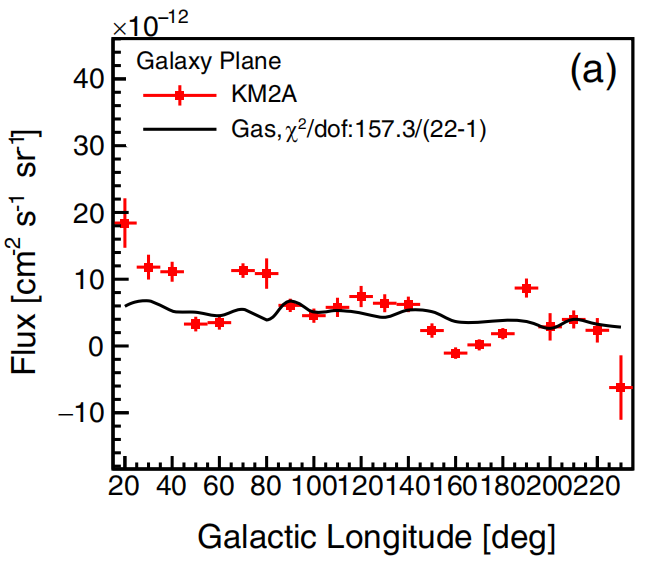 ×10⁻¹²
Galaxy Plane
(a)
KM2A
Gas, χ²/dof:157.3/(22-1)
40
30
20
10
0
−10
Flux [cm⁻² s⁻¹ sr⁻¹]
20 40 60 80 100 120 140 160 180 200 220
Galactic Longitude [deg]